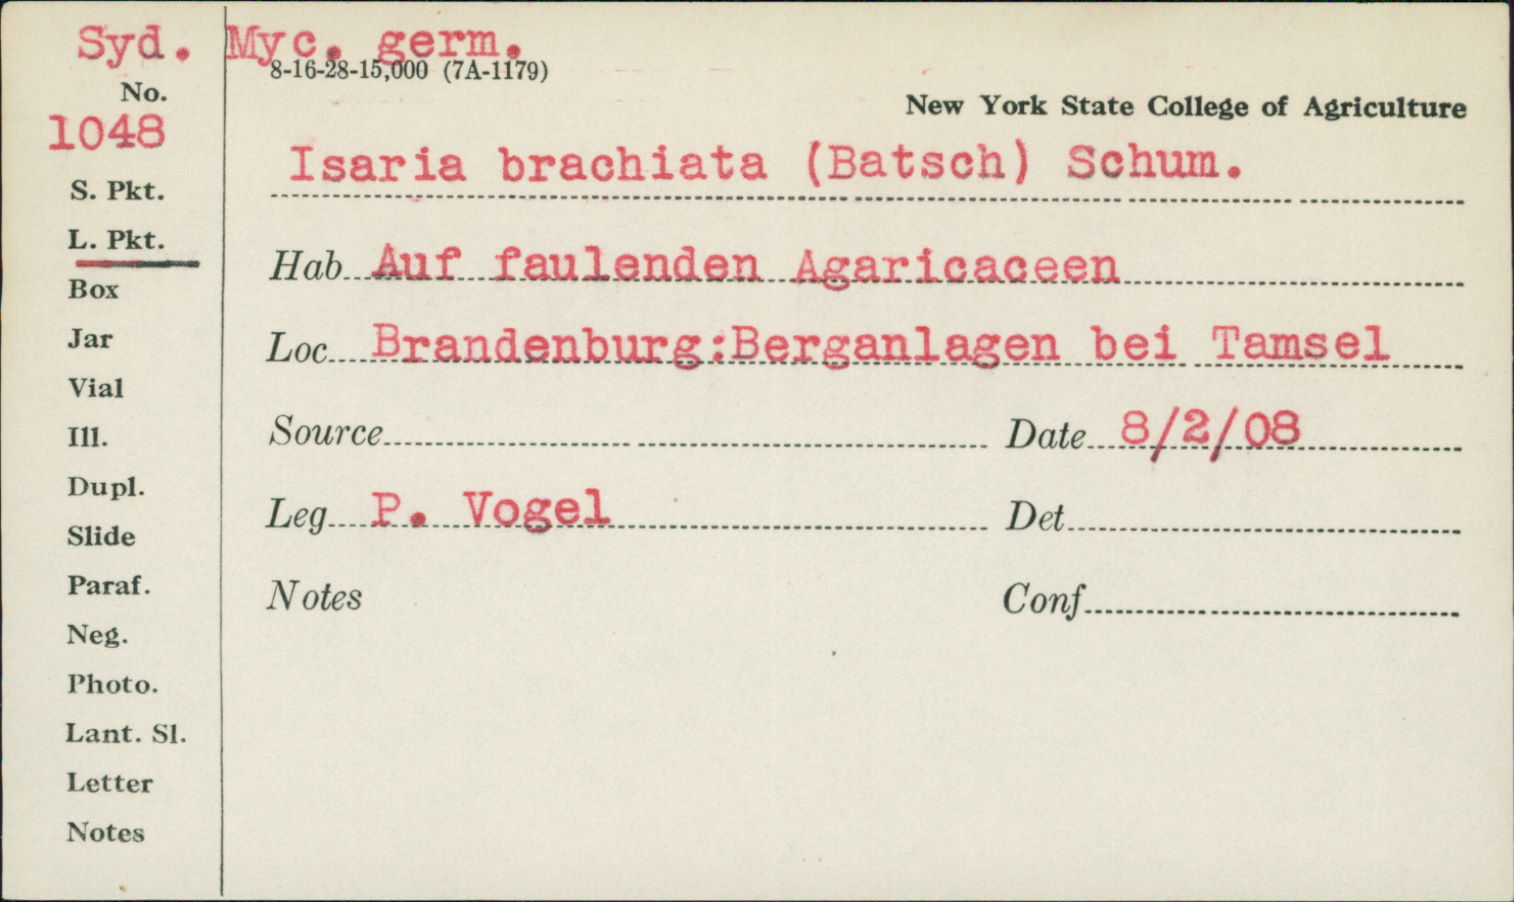 Syd. Myc. germ.
8-16-28-15,000 (7A-1179)
No.
New York State College of Agriculture
1048
Isaria brachiata (Batsch) Schum.
S. Pkt.
L. Pkt.
Hab Auf faulenden Agaricaceen
Box
Jar
Loc Brandenburg:Berganlagen bei Tamsel
Vial
Ill.
Source Date 8/2/08
Dupl.
Leg P. Vogel Det
Slide
Paraf.
Notes Conf
Neg.
Photo.
Lant. Sl.
Letter
Notes